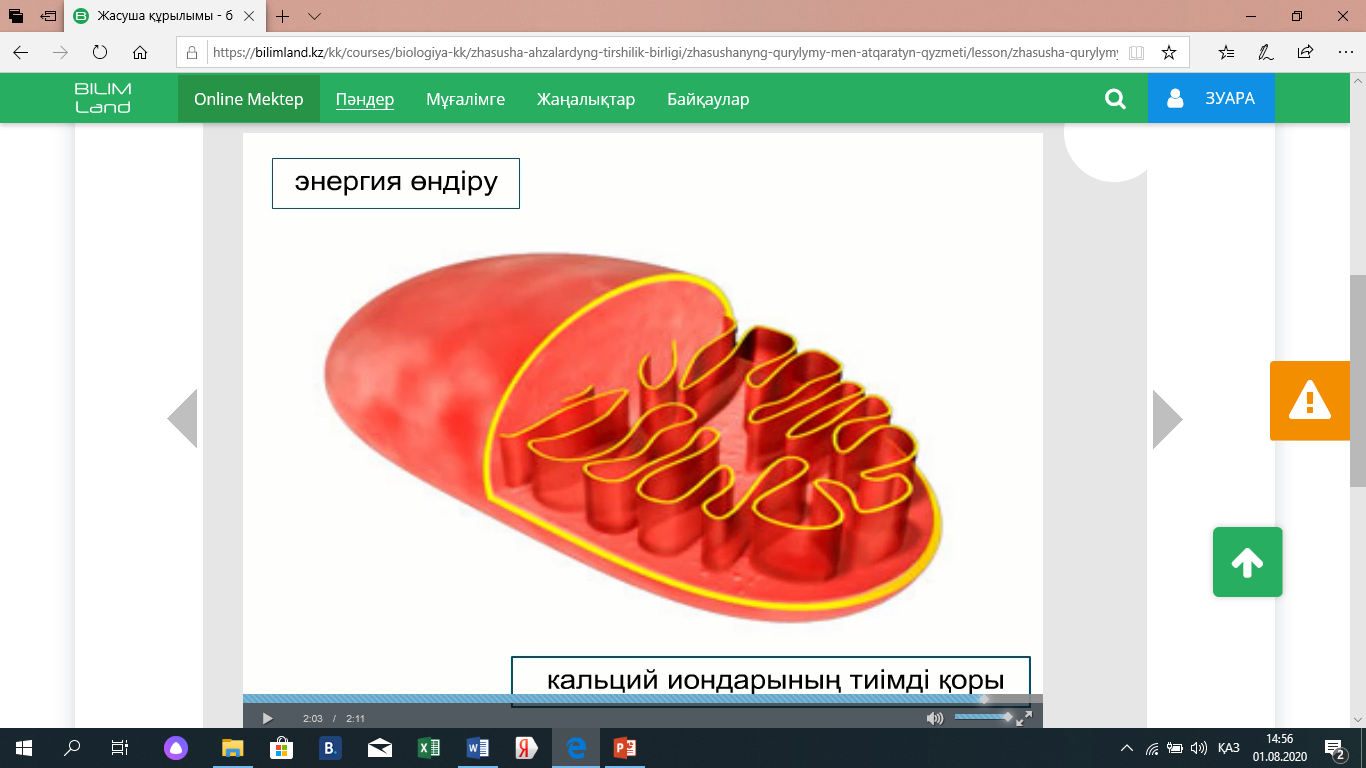 Жасуша құрылымы - б
https://bilimland.kz/kk/courses/biologiya-kk/zhasusha-ahzalardyng-tirshilik-birligi/zhasushanyng-qurylymy-men-atqaratyn-qyzmeti/lesson/zhasusha-qurylymy
BILIM Land
Online Mektep Пәндер Мұғалімге Жаңалықтар Байқаулар ЗУАРА
энергия өндіру
кальций иондарының тиімді қоры
2:03 / 2:11
ҚАЗ
14:56
01.08.2020
2